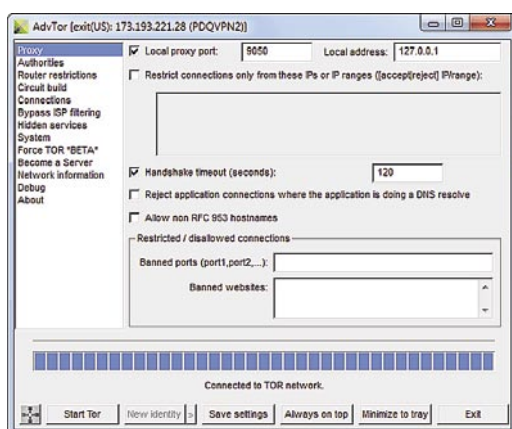 AdvTor [exit(US): 173.193.221.28 (PDQVPN2)]
Proxy
Authorities
Router restrictions
Circuit build
Connections
Bypass ISP filtering
Hidden services
System
Force TOR *BETA*
Become a Server
Network information
Debug
About
Local proxy port: 9050 Local address: 127.0.0.1
Restrict connections only from these IPs or IP ranges ([accept|reject] IP/range):
Handshake timeout (seconds): 120
Reject application connections where the application is doing a DNS resolve
Allow non RFC 953 hostnames
Restricted / disallowed connections
Banned ports (port1,port2,...):
Banned websites:
Connected to TOR network.
Start Tor New identity > Save settings Always on top Minimize to tray Exit